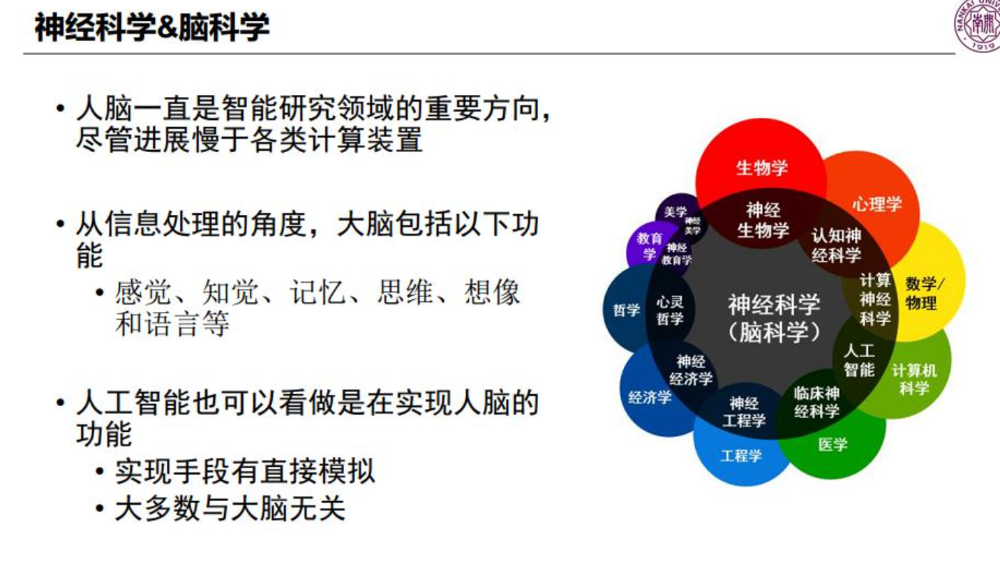 神经科学&脑科学
NANKAI UNIV
南开
1919
• 人脑一直是智能研究领域的重要方向，
尽管进展慢于各类计算装置
• 从信息处理的角度，大脑包括以下功
能
• 感觉、知觉、记忆、思维、想像
和语言等
• 人工智能也可以看做是在实现人脑的
功能
• 实现手段有直接模拟
• 大多数与大脑无关
生物学
神经
生物学
心理学
认知神
经科学
数学/
物理
计算
神经
科学
计算机
科学
人工
智能
医学
临床神
经科学
工程学
神经
工程学
经济学
神经
经济学
哲学
心灵
哲学
教育
学
神经
教育学
美学
神经
美学
神经科学
（脑科学）